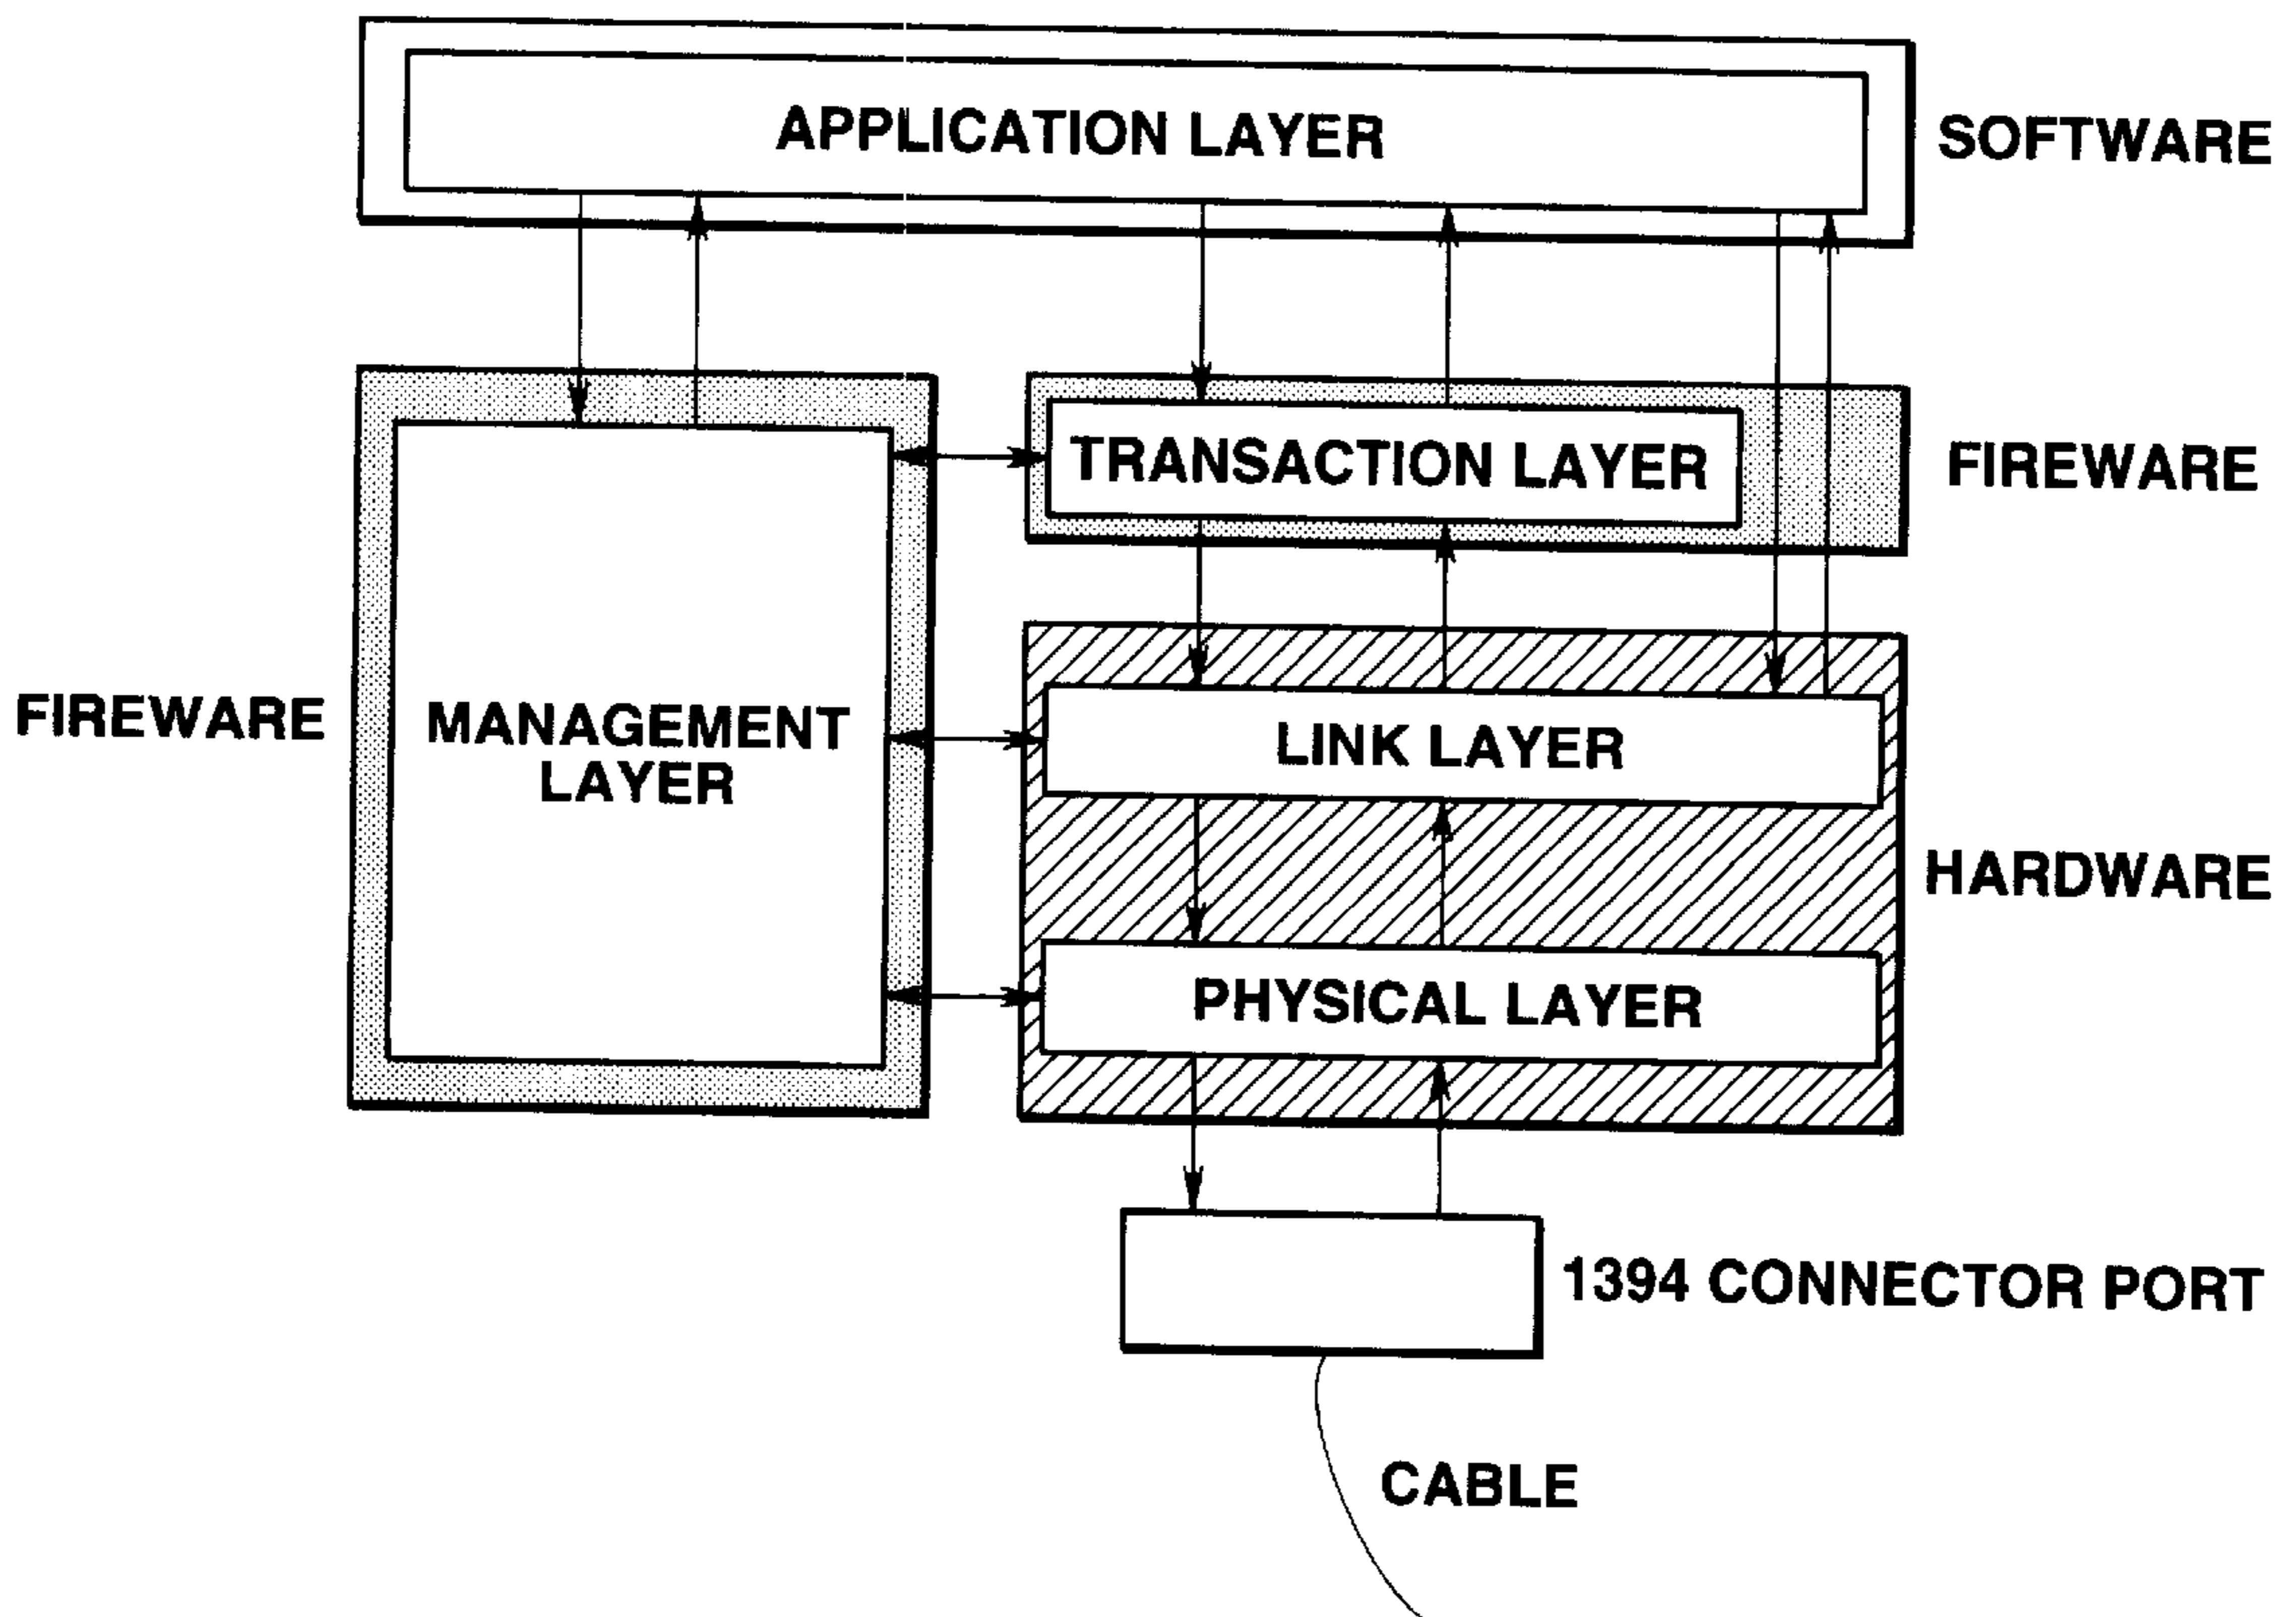 APPLICATION LAYER
SOFTWARE
TRANSACTION LAYER
FIREWARE
FIREWARE
MANAGEMENT
LAYER
LINK LAYER
HARDWARE
PHYSICAL LAYER
1394 CONNECTOR PORT
CABLE